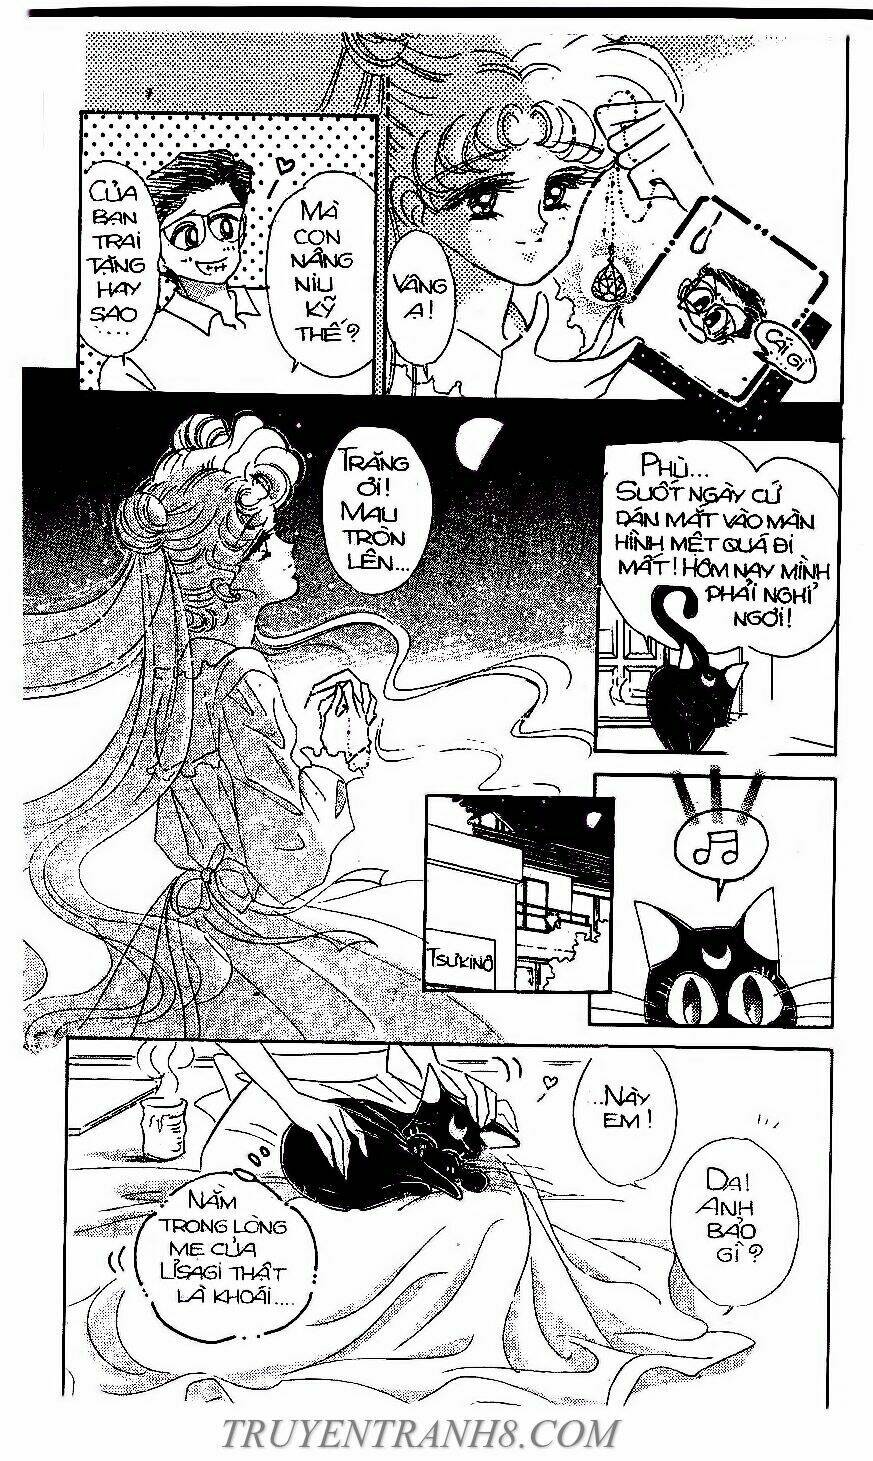 CỦA
BẠN
TRAI
TẶNG
HAY
SAO
....
MÀ
CON
NÂNG
NIU
KỸ
THẾ?
VÂNG
Ạ!
CÁI GÌ
TRĂNG
ƠI!
MAU
TRÒN
LÊN...
PHÙ...
SUỐT NGÀY CỨ
DÁN MẮT VÀO MÀN
HÌNH MỆT QUÁ ĐI
MẤT! HÔM NAY MÌNH
PHẢI NGHỈ
NGƠI!
TSUKINO
..NÀY
EM!
DẠ!
ANH
BẢO
GÌ?
NẰM
TRONG LÒNG
MẸ CỦA
USAGI THẬT
LÀ KHOÁI....
TRUYENTRANH8.COM